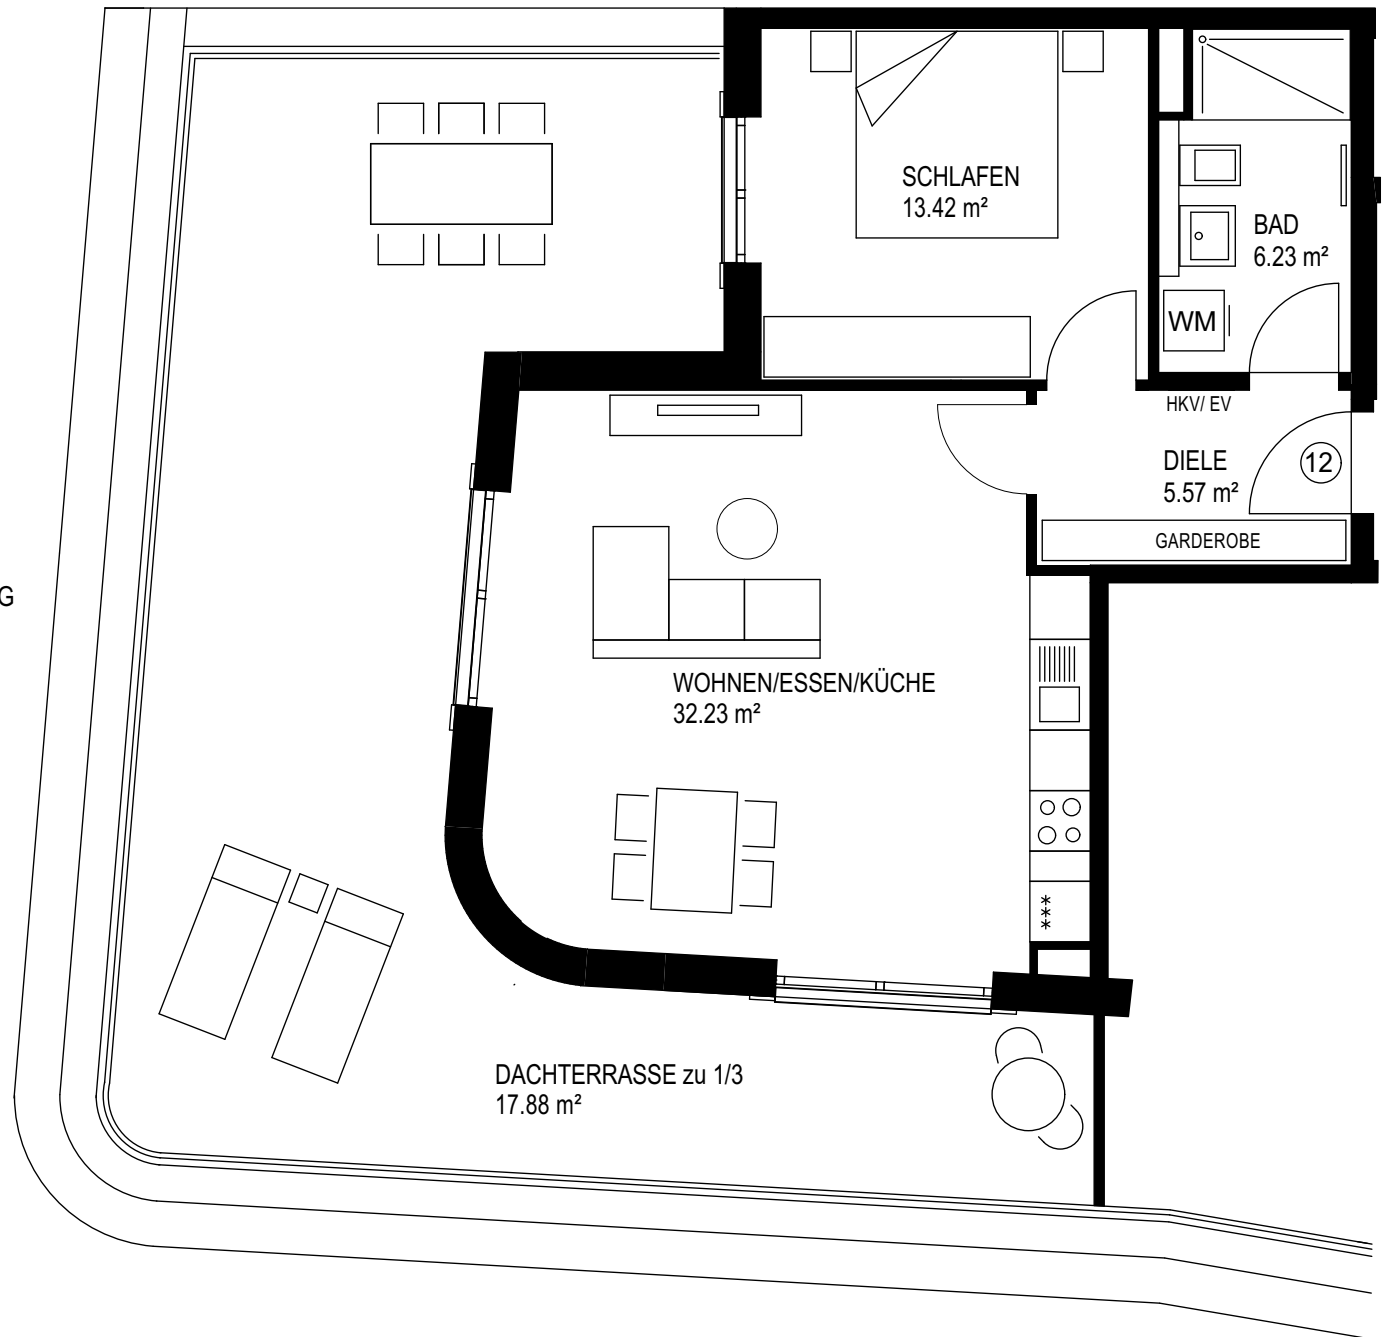 SCHLAFEN
13.42 m²
BAD
6.23 m²
WM
HKV/ EV
DIELE
5.57 m²
12
GARDEROBE
G
WOHNEN/ESSEN/KÜCHE
32.23 m²
DACHTERRASSE zu 1/3
17.88 m²